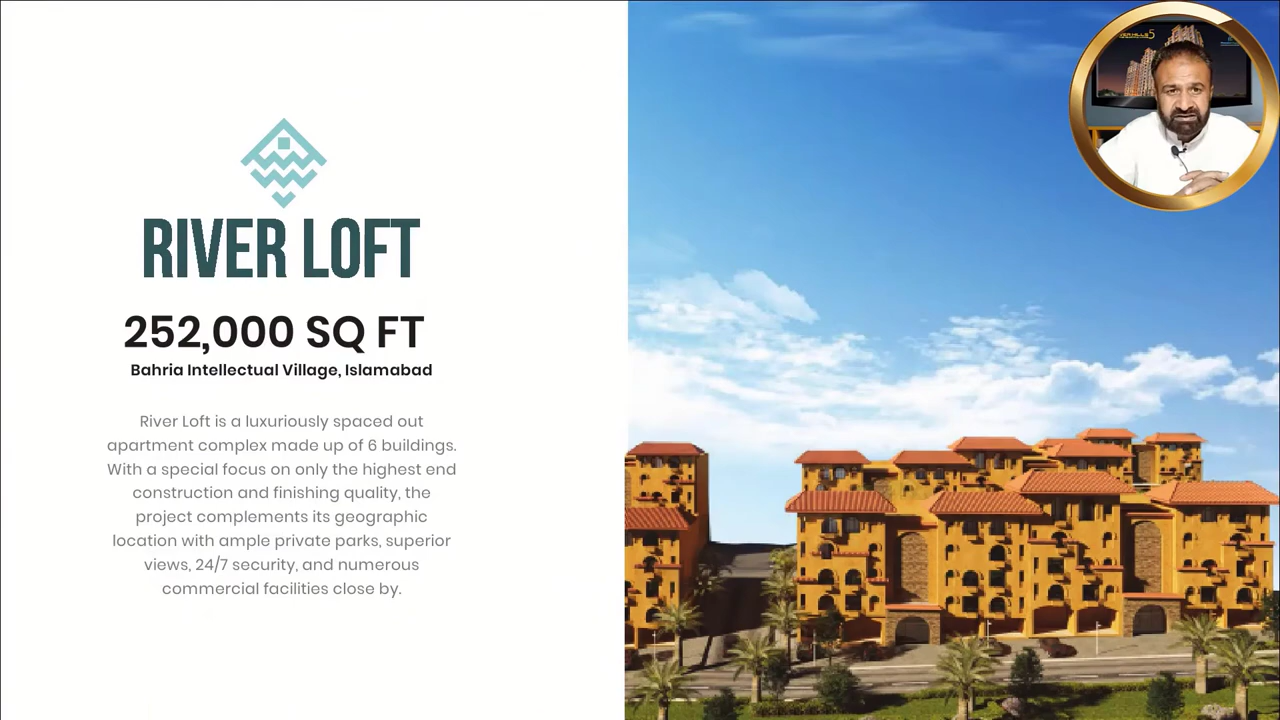 RIVER LOFT
252,000 SQ FT
Bahria Intellectual Village, Islamabad
River Loft is a luxuriously spaced out
apartment complex made up of 6 buildings.
With a special focus on only the highest end
construction and finishing quality, the
project complements its geographic
location with ample private parks, superior
views, 24/7 security, and numerous
commercial facilities close by.